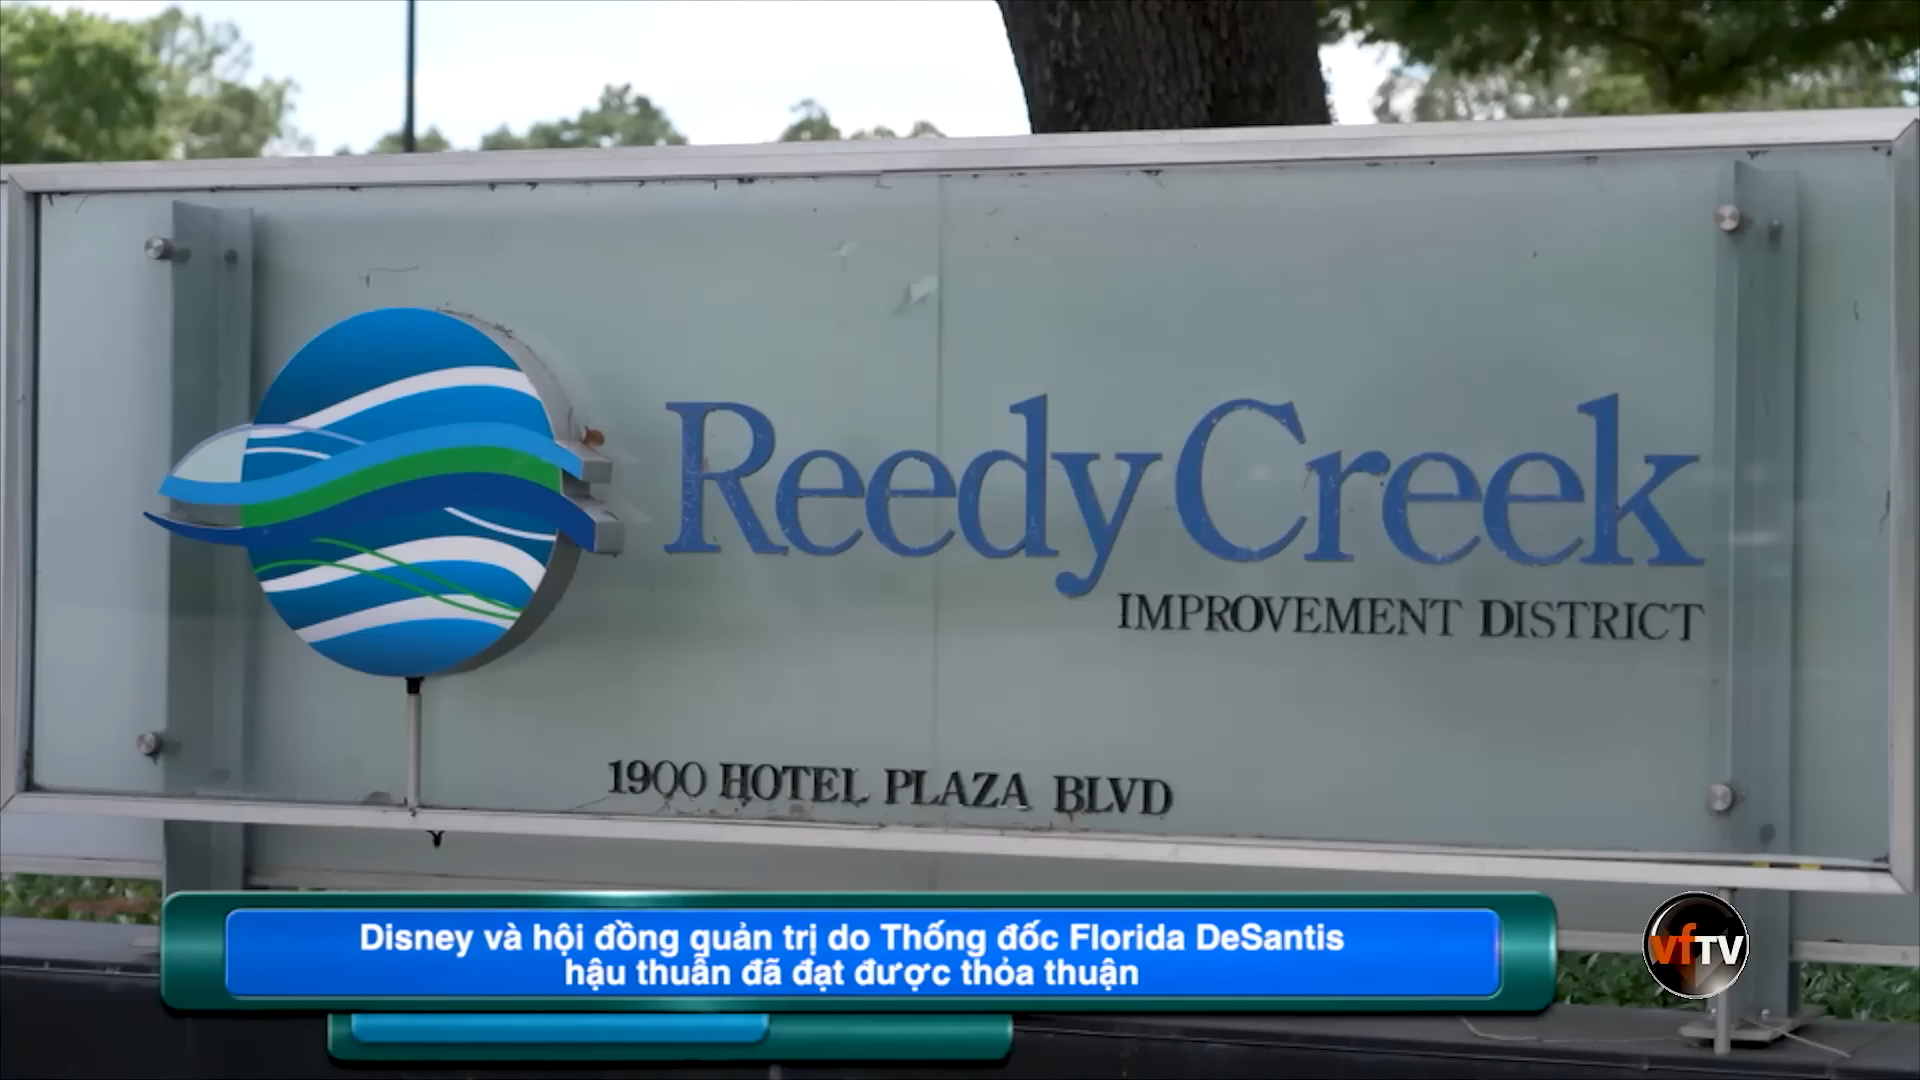 Reedy Creek
IMPROVEMENT DISTRICT
1900 HOTEL PLAZA BLVD
Disney và hội đồng quản trị do Thống đốc Florida DeSantis
hậu thuẫn đã đạt được thỏa thuận
vfTV